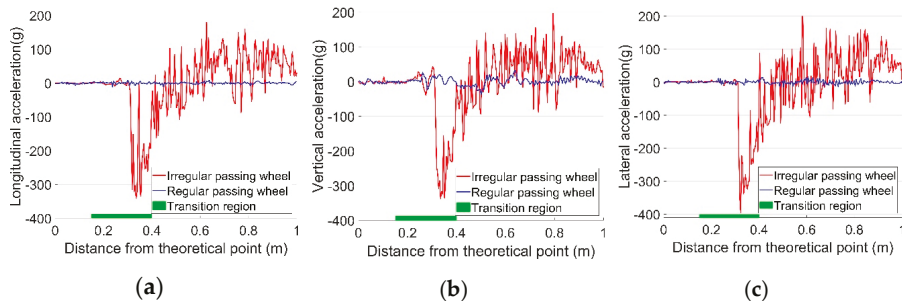 200
100
0
-100
-200
-300
-400
Longitudinal acceleration(g)
Irregular passing wheel
Regular passing wheel
Transition region
0 0.2 0.4 0.6 0.8 1
Distance from theoretical point (m)
(a)
200
100
0
-100
-200
-300
-400
Vertical acceleration(g)
Irregular passing wheel
Regular passing wheel
Transition region
0 0.2 0.4 0.6 0.8 1
Distance from theoretical point (m)
(b)
200
100
0
-100
-200
-300
-400
Lateral acceleration(g)
Irregular passing wheel
Regular passing wheel
Transition region
0 0.2 0.4 0.6 0.8 1
Distance from theoretical point (m)
(c)